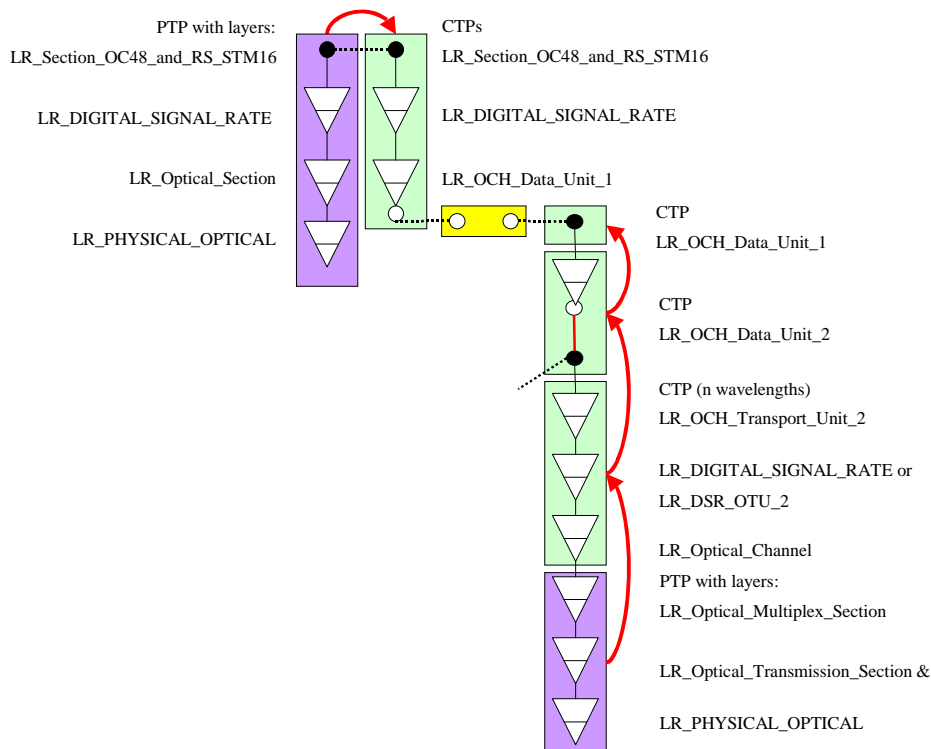 PTP with layers:
LR_Section_OC48_and_RS_STM16
LR_DIGITAL_SIGNAL_RATE
LR_Optical_Section
LR_PHYSICAL_OPTICAL
CTPs
LR_Section_OC48_and_RS_STM16
LR_DIGITAL_SIGNAL_RATE
LR_OCH_Data_Unit_1
CTP
LR_OCH_Data_Unit_1
CTP
LR_OCH_Data_Unit_2
CTP (n wavelengths)
LR_OCH_Transport_Unit_2
LR_DIGITAL_SIGNAL_RATE or
LR_DSR_OTU_2
LR_Optical_Channel
PTP with layers:
LR_Optical_Multiplex_Section
LR_Optical_Transmission_Section &
LR_PHYSICAL_OPTICAL